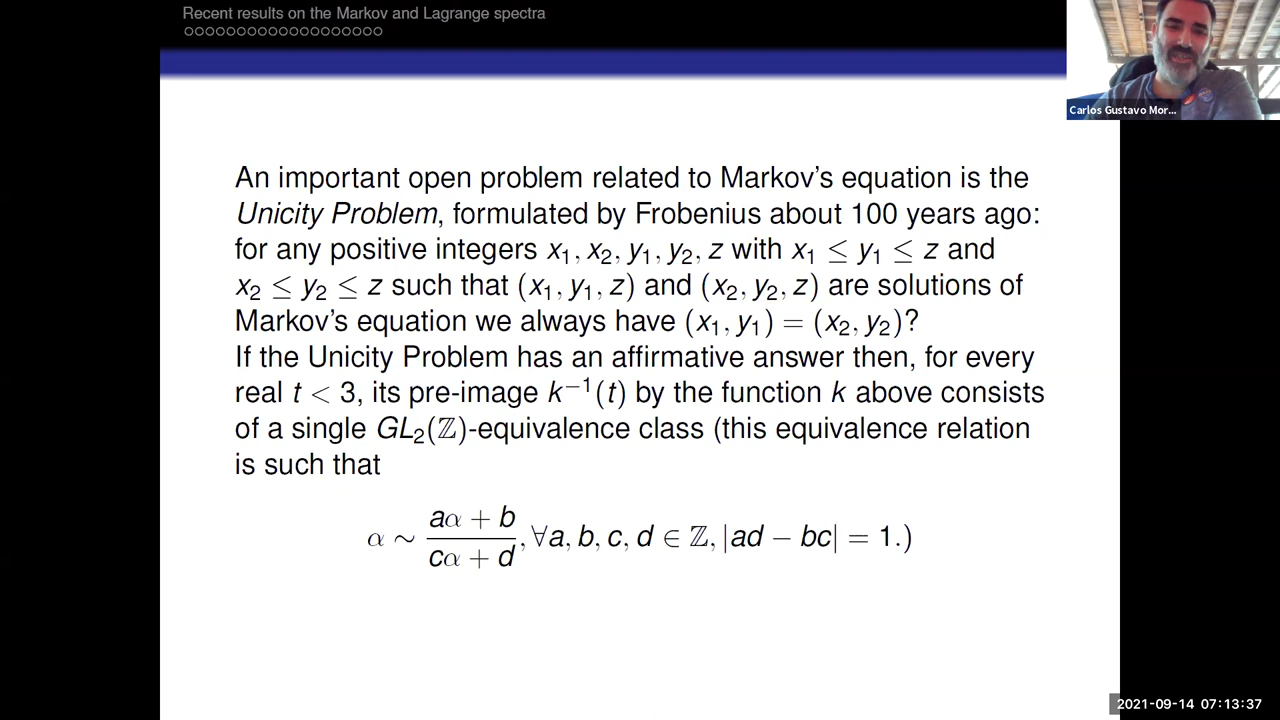 Recent results on the Markov and Lagrange spectra
Carlos Gustavo Mor...
An important open problem related to Markov's equation is the
Unicity Problem, formulated by Frobenius about 100 years ago:
for any positive integers x₁, x₂, y₁, y₂, z with x₁ ≤ y₁ ≤ z and
x₂ ≤ y₂ ≤ z such that (x₁, y₁, z) and (x₂, y₂, z) are solutions of
Markov's equation we always have (x₁, y₁) = (x₂, y₂)?
If the Unicity Problem has an affirmative answer then, for every
real t < 3, its pre-image k⁻¹(t) by the function k above consists
of a single GL₂(ℤ)-equivalence class (this equivalence relation
is such that
α ∼ (aα + b)/(cα + d), ∀a, b, c, d ∈ ℤ, |ad − bc| = 1.)
2021-09-14 07:13:37